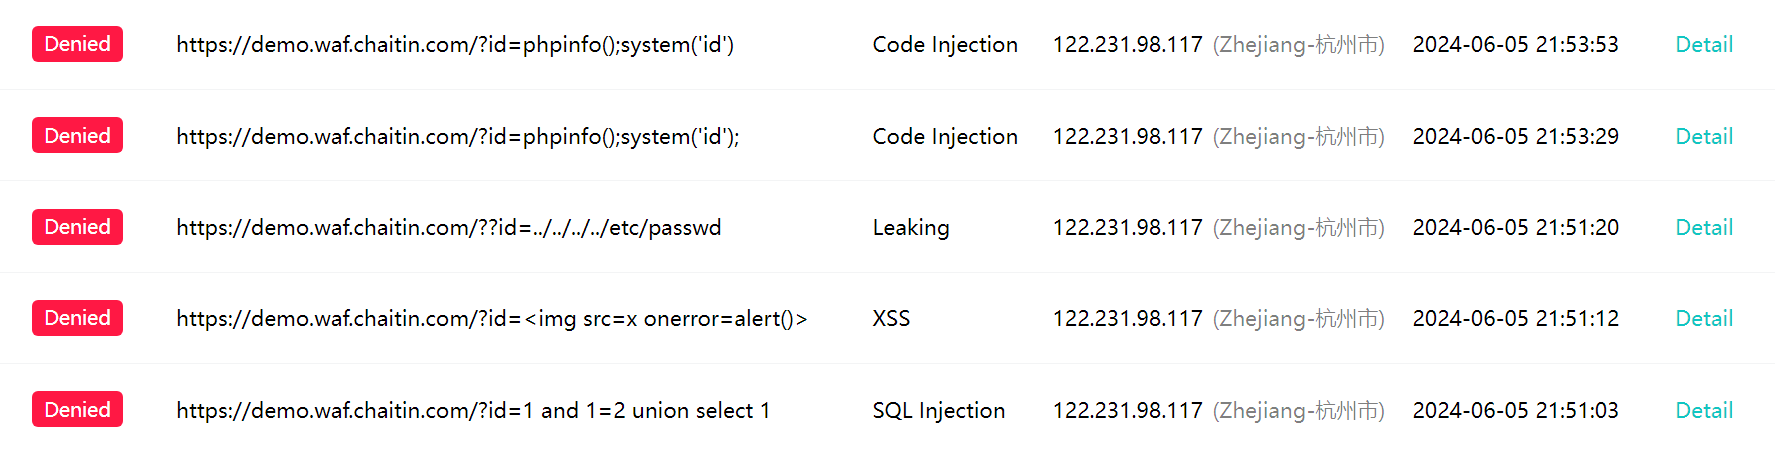 Denied https://demo.waf.chaitin.com/?id=phpinfo();system('id') Code Injection 122.231.98.117 (Zhejiang-杭州市) 2024-06-05 21:53:53 Detail
Denied https://demo.waf.chaitin.com/?id=phpinfo();system('id'); Code Injection 122.231.98.117 (Zhejiang-杭州市) 2024-06-05 21:53:29 Detail
Denied https://demo.waf.chaitin.com/??id=../../../../etc/passwd Leaking 122.231.98.117 (Zhejiang-杭州市) 2024-06-05 21:51:20 Detail
Denied https://demo.waf.chaitin.com/?id=<img src=x onerror=alert()> XSS 122.231.98.117 (Zhejiang-杭州市) 2024-06-05 21:51:12 Detail
Denied https://demo.waf.chaitin.com/?id=1 and 1=2 union select 1 SQL Injection 122.231.98.117 (Zhejiang-杭州市) 2024-06-05 21:51:03 Detail